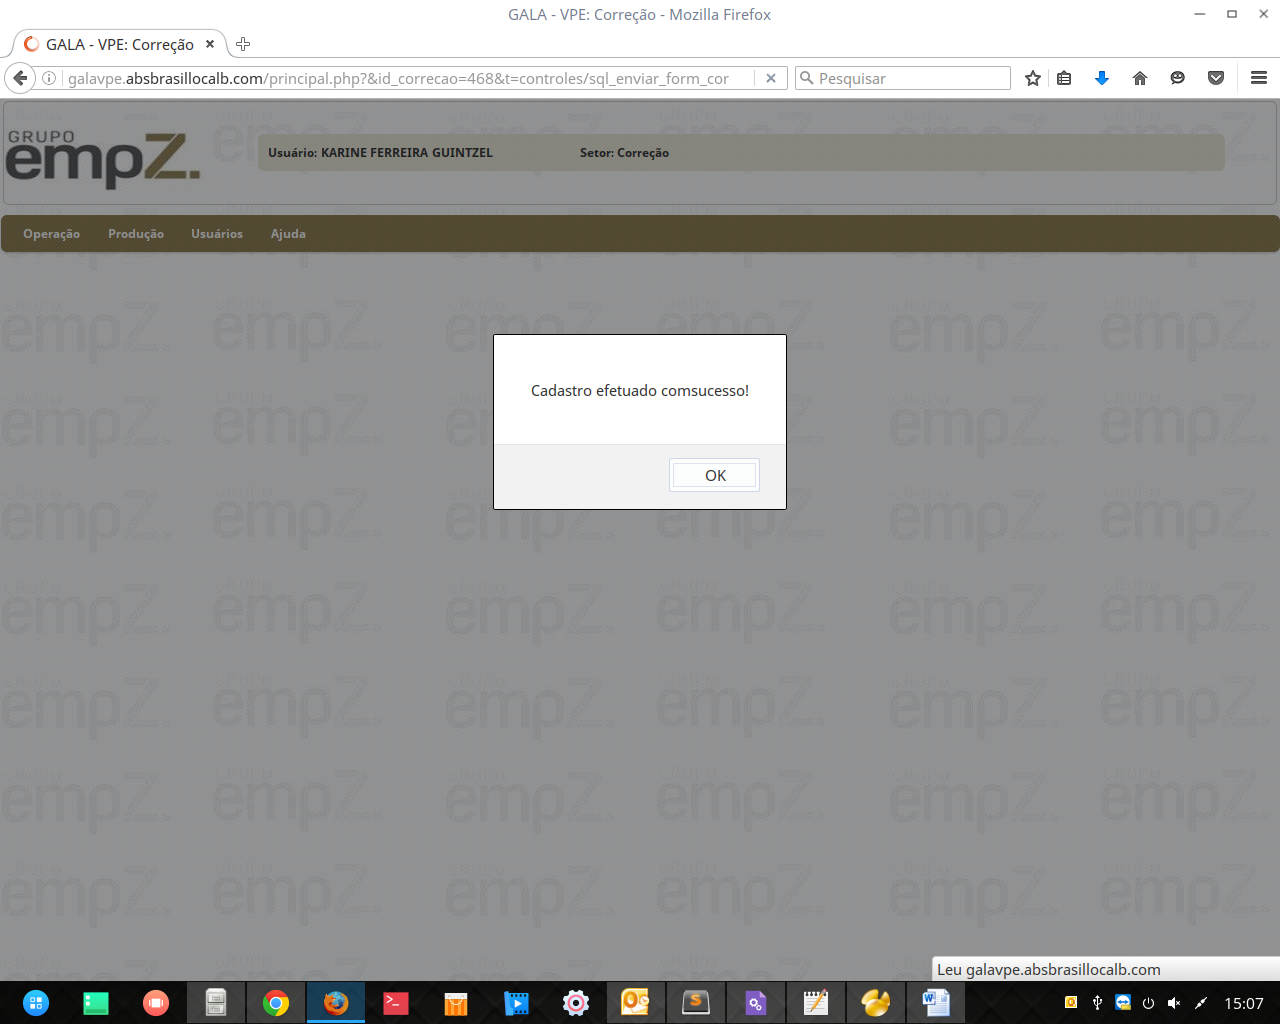 GALA - VPE: Correção - Mozilla Firefox
GALA - VPE: Correção
galavpe.absbrasillocalb.com/principal.php?&id_correcao=468&t=controles/sql_enviar_form_cor
Pesquisar
GRUPO
empZ.
Usuário: KARINE FERREIRA GUINTZEL
Setor: Correção
Operação
Produção
Usuários
Ajuda
Cadastro efetuado comsucesso!
OK
Leu galavpe.absbrasillocalb.com
15:07